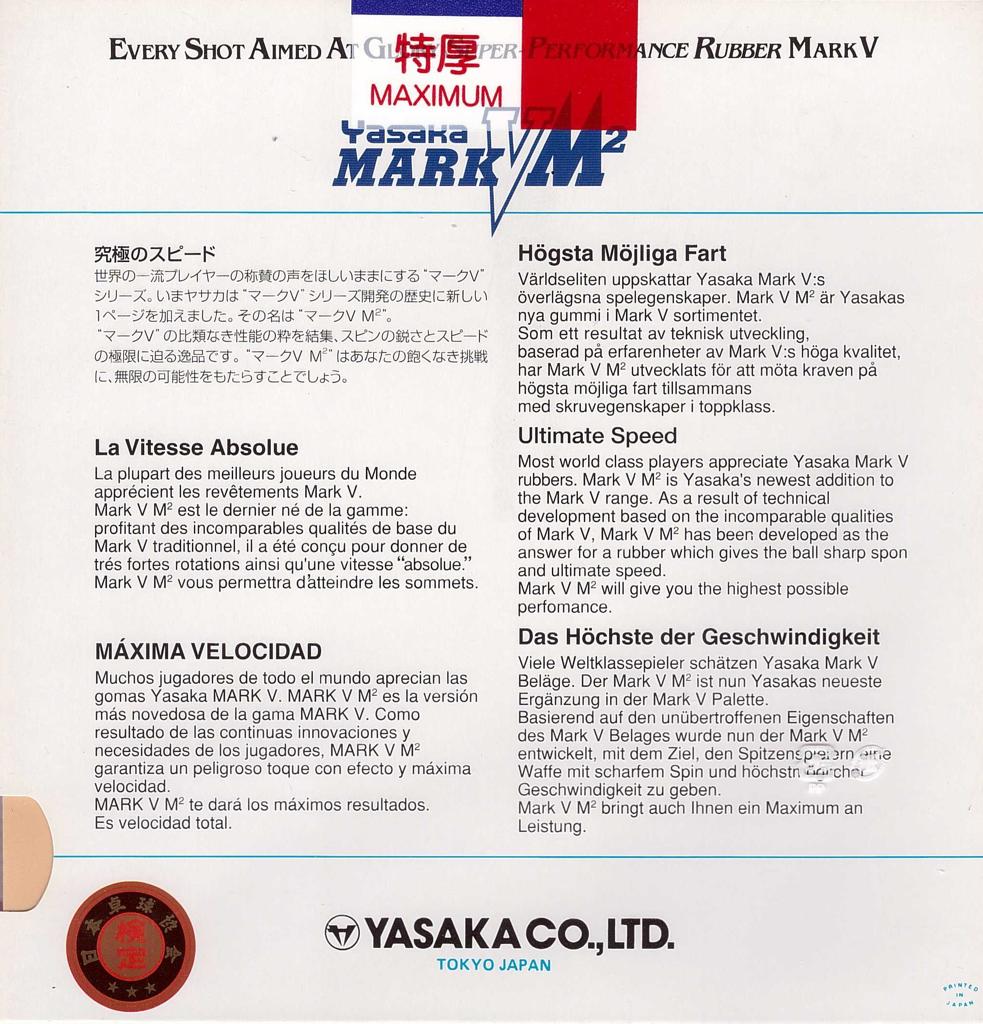 EVERY SHOT AIMED AT GLORY SUPER-PERFORMANCE RUBBER MARK V
特厚
MAXIMUM
Yasaka
MARK V M²
究極のスピード
世界の一流プレイヤーの称賛の声をほしいままにする“マークV”
シリーズ。いまヤサカは“マークV”シリーズ開発の歴史に新しい
1ページを加えました。その名は“マークV M²”。
“マークV”の比類なき性能の粋を結集、スピンの鋭さとスピード
の極限に迫る逸品です。“マークV M²”はあなたの飽くなき挑戦
に、無限の可能性をもたらすことでしょう。
La Vitesse Absolue
La plupart des meilleurs joueurs du Monde
apprécient les revêtements Mark V.
Mark V M² est le dernier né de la gamme:
profitant des incomparables qualités de base du
Mark V traditionnel, il a été conçu pour donner de
trés fortes rotations ainsi qu'une vitesse "absolue."
Mark V M² vous permettra d'atteindre les sommets.
MÁXIMA VELOCIDAD
Muchos jugadores de todo el mundo aprecian las
gomas Yasaka MARK V. MARK V M² es la versión
más novedosa de la gama MARK V. Como
resultado de las continuas innovaciones y
necesidades de los jugadores, MARK V M²
garantiza un peligroso toque con efecto y máxima
velocidad.
MARK V M² te dará los máximos resultados.
Es velocidad total.
Högsta Möjliga Fart
Världseliten uppskattar Yasaka Mark V:s
överlägsna spelegenskaper. Mark V M² är Yasakas
nya gummi i Mark V sortimentet.
Som ett resultat av teknisk utveckling,
baserad på erfarenheter av Mark V:s höga kvalitet,
har Mark V M² utvecklats för att möta kraven på
högsta möjliga fart tillsammans
med skruvegenskaper i toppklass.
Ultimate Speed
Most world class players appreciate Yasaka Mark V
rubbers. Mark V M² is Yasaka's newest addition to
the Mark V range. As a result of technical
development based on the incomparable qualities
of Mark V, Mark V M² has been developed as the
answer for a rubber which gives the ball sharp spon
and ultimate speed.
Mark V M² will give you the highest possible
perfomance.
Das Höchste der Geschwindigkeit
Viele Weltklassepieler schätzen Yasaka Mark V
Beläge. Der Mark V M² ist nun Yasakas neueste
Ergänzung in der Mark V Palette.
Basierend auf den unübertroffenen Eigenschaften
des Mark V Belages wurde nun der Mark V M²
entwickelt, mit dem Ziel, den Spitzenspielern eine
Waffe mit scharfem Spin und höchstmöglicher
Geschwindigkeit zu geben.
Mark V M² bringt auch Ihnen ein Maximum an
Leistung.
日本卓球協会
検定
YASAKA CO., LTD.
TOKYO JAPAN
PRINTED
IN
JAPAN